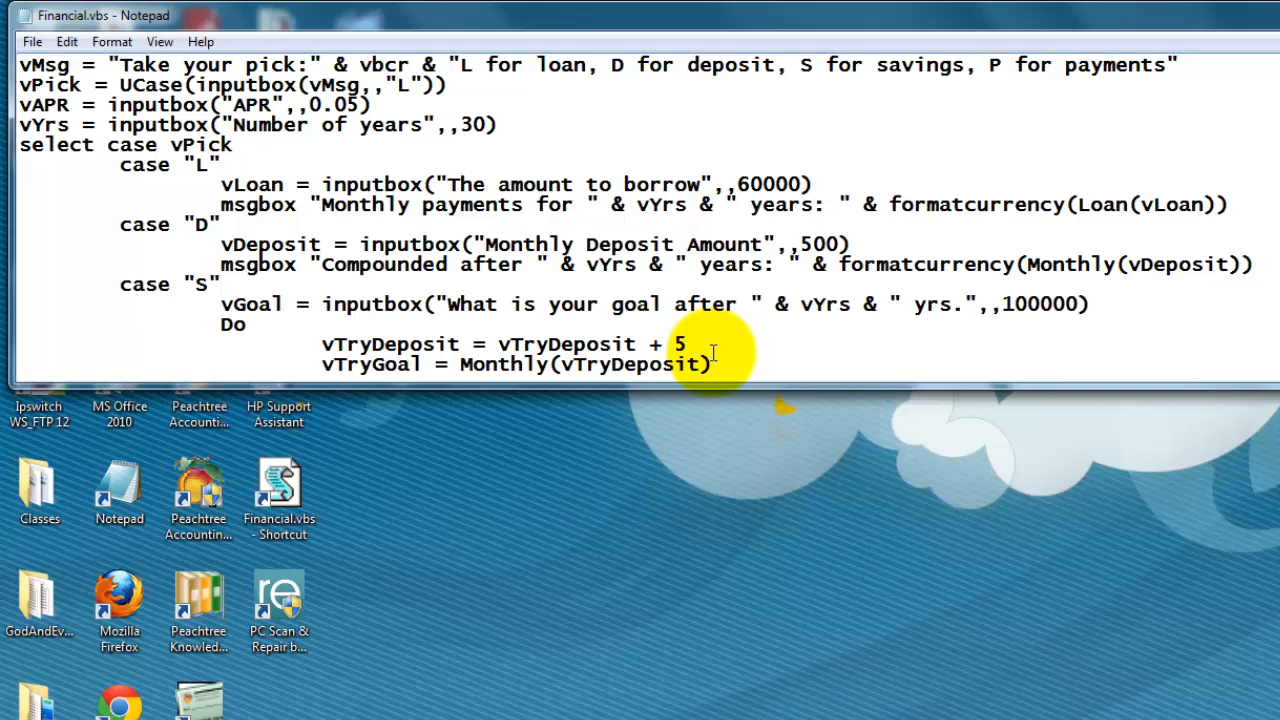 Financial.vbs - Notepad
File Edit Format View Help
vMsg = "Take your pick:" & vbcr & "L for loan, D for deposit, S for savings, P for payments"
vPick = UCase(inputbox(vMsg,,"L"))
vAPR = inputbox("APR",,0.05)
vYrs = inputbox("Number of years",,30)
select case vPick
case "L"
vLoan = inputbox("The amount to borrow",,60000)
msgbox "Monthly payments for " & vYrs & " years: " & formatcurrency(Loan(vLoan))
case "D"
vDeposit = inputbox("Monthly Deposit Amount",,500)
msgbox "Compounded after " & vYrs & " years: " & formatcurrency(Monthly(vDeposit))
case "S"
vGoal = inputbox("What is your goal after " & vYrs & " yrs.",,100000)
Do
vTryDeposit = vTryDeposit + 5
vTryGoal = Monthly(vTryDeposit)
Ipswitch WS_FTP 12
MS Office 2010
Peachtree Accounti...
HP Support Assistant
Classes
Notepad
Peachtree Accountin...
Financial.vbs - Shortcut
GodAndEv...
Mozilla Firefox
Peachtree Knowled...
re
PC Scan & Repair b...